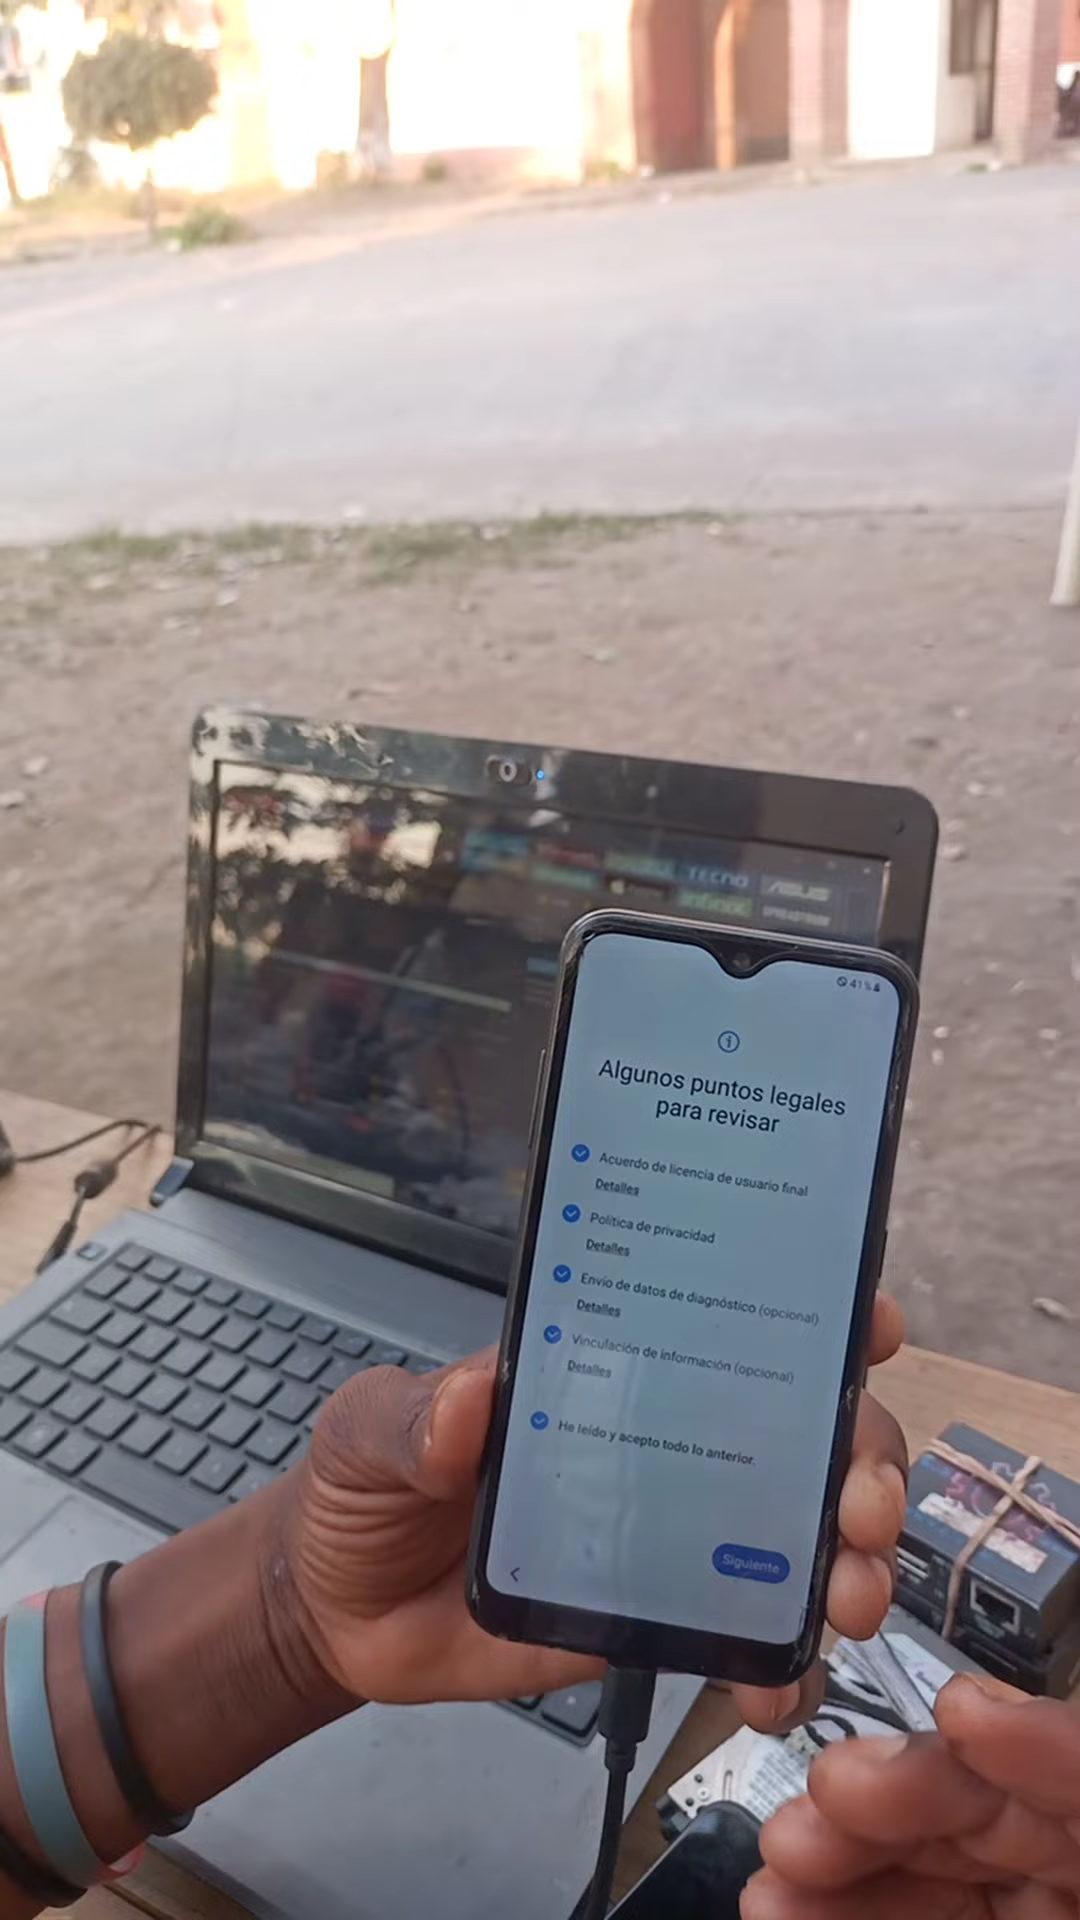 TECNO
ASUS
Infinix
41%
Algunos puntos legales
para revisar
Acuerdo de licencia de usuario final
Detalles
Política de privacidad
Detalles
Envío de datos de diagnóstico (opcional)
Detalles
Vinculación de información (opcional)
Detalles
He leído y acepto todo lo anterior.
Siguiente